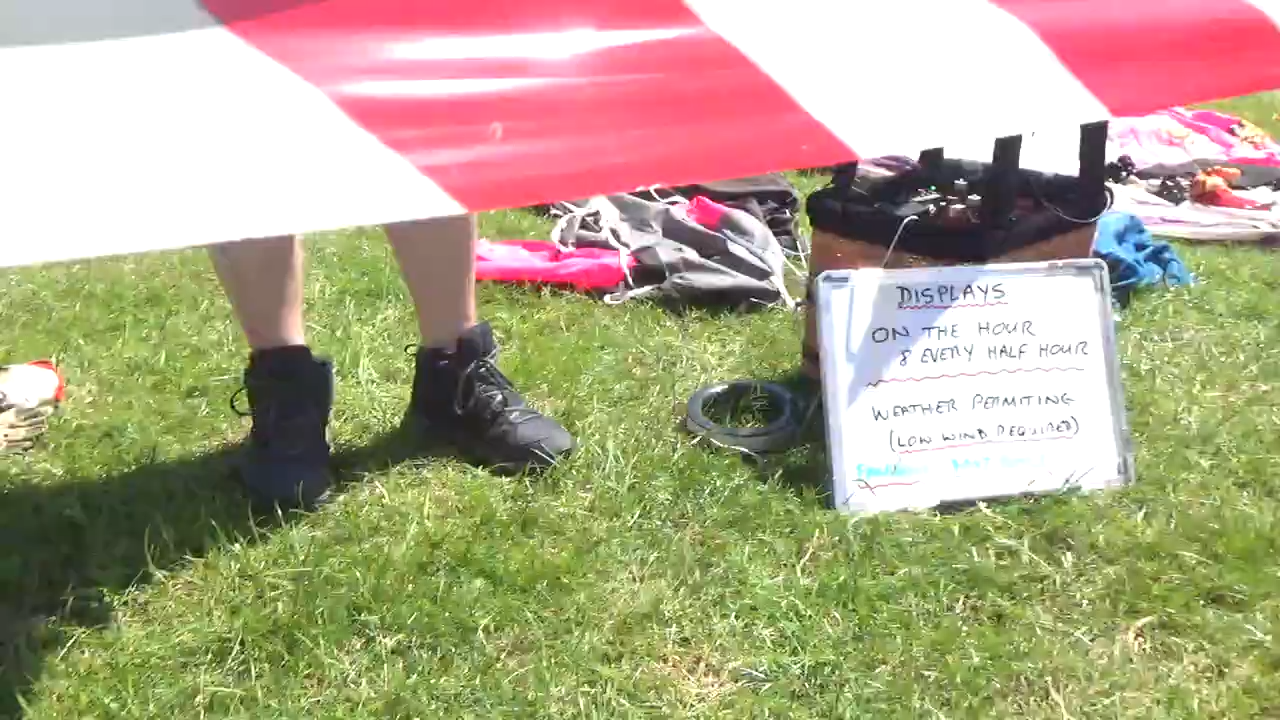 DISPLAYS
ON THE HOUR
& EVERY HALF HOUR
WEATHER PERMITING
(LOW WIND REQUIRED)